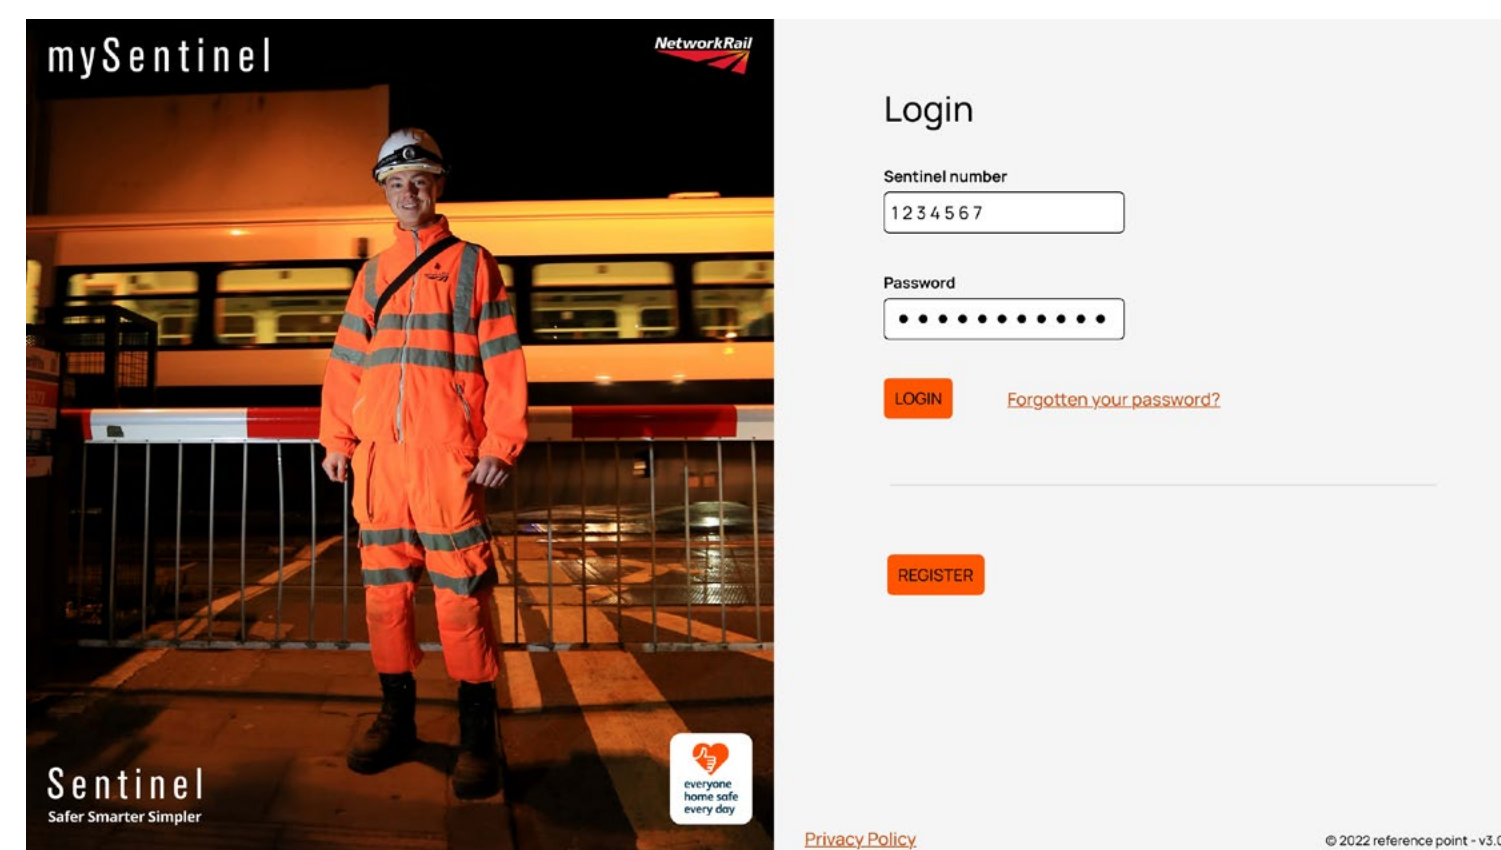 mySentinel
NetworkRail
Login
Sentinel number
1234567
Password
LOGIN
Forgotten your password?
REGISTER
Sentinel
Safer Smarter Simpler
everyone
home safe
every day
Privacy Policy
© 2022 reference point - v3.0